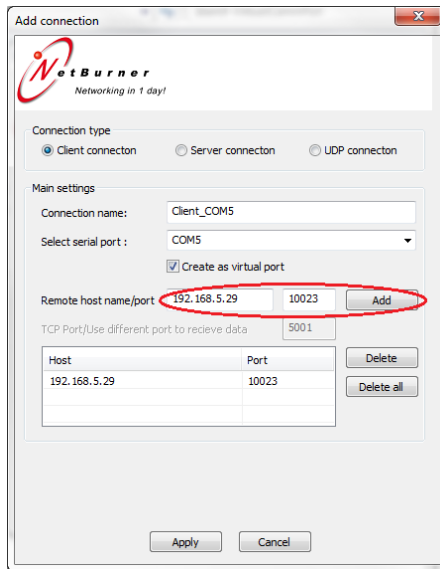 Add connection
NetBurner
Networking in 1 day!
Connection type
Client connecton
Server connecton
UDP connecton
Main settings
Connection name:
Client_COM5
Select serial port :
COM5
Create as virtual port
Remote host name/port
192.168.5.29
10023
Add
TCP Port/Use different port to recieve data
5001
Host
Port
Delete
192.168.5.29
10023
Delete all
Apply
Cancel